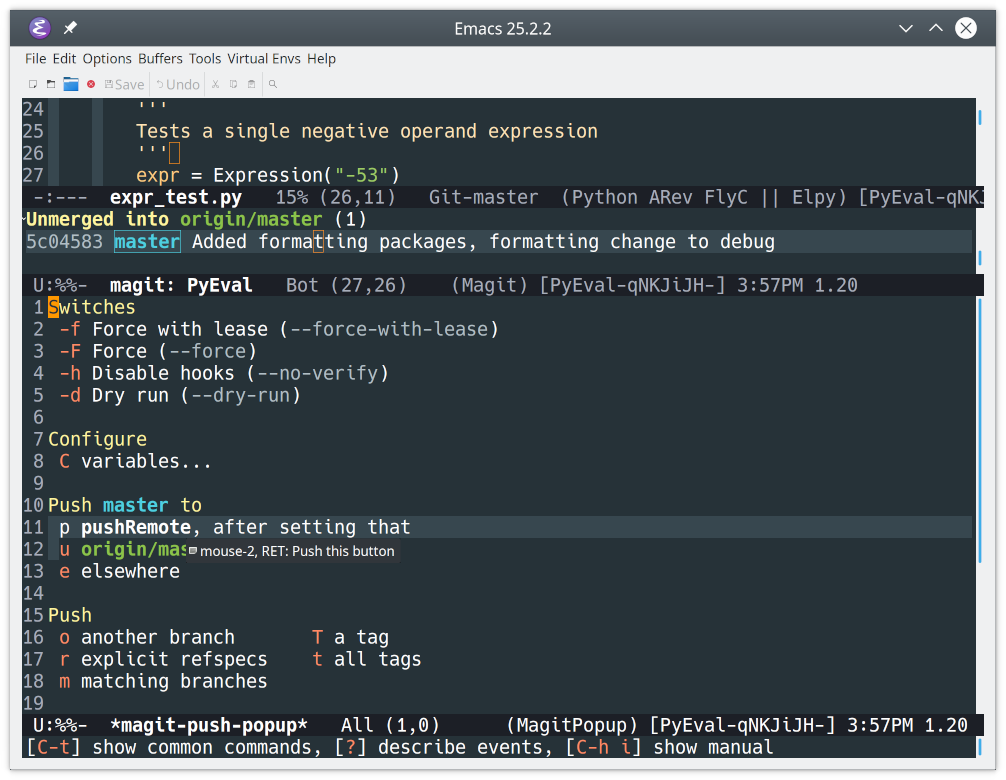 Emacs 25.2.2
File Edit Options Buffers Tools Virtual Envs Help
Save Undo
24 '''
25 Tests a single negative operand expression
26 '''
27 expr = Expression("-53")
-:--- expr_test.py 15% (26,11) Git-master (Python ARev FlyC || Elpy) [PyEval-qNKJ
Unmerged into origin/master (1)
5c04583 master Added formatting packages, formatting change to debug
U:%%- magit: PyEval Bot (27,26) (Magit) [PyEval-qNKJiJH-] 3:57PM 1.20
1 Switches
2 -f Force with lease (--force-with-lease)
3 -F Force (--force)
4 -h Disable hooks (--no-verify)
5 -d Dry run (--dry-run)
6
7 Configure
8 C variables...
9
10 Push master to
11 p pushRemote, after setting that
12 u origin/mas mouse-2, RET: Push this button
13 e elsewhere
14
15 Push
16 o another branch T a tag
17 r explicit refspecs t all tags
18 m matching branches
19
U:%%- *magit-push-popup* All (1,0) (MagitPopup) [PyEval-qNKJiJH-] 3:57PM 1.20
[C-t] show common commands, [?] describe events, [C-h i] show manual